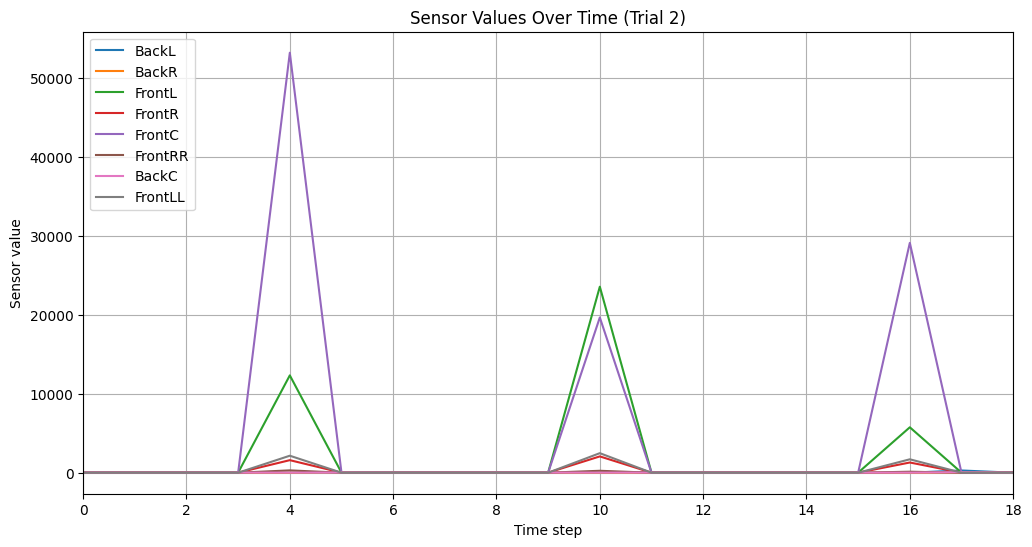 Sensor Values Over Time (Trial 2)
BackL
BackR
FrontL
FrontR
FrontC
FrontRR
BackC
FrontLL
Sensor value
50000
40000
30000
20000
10000
0
0 2 4 6 8 10 12 14 16 18
Time step